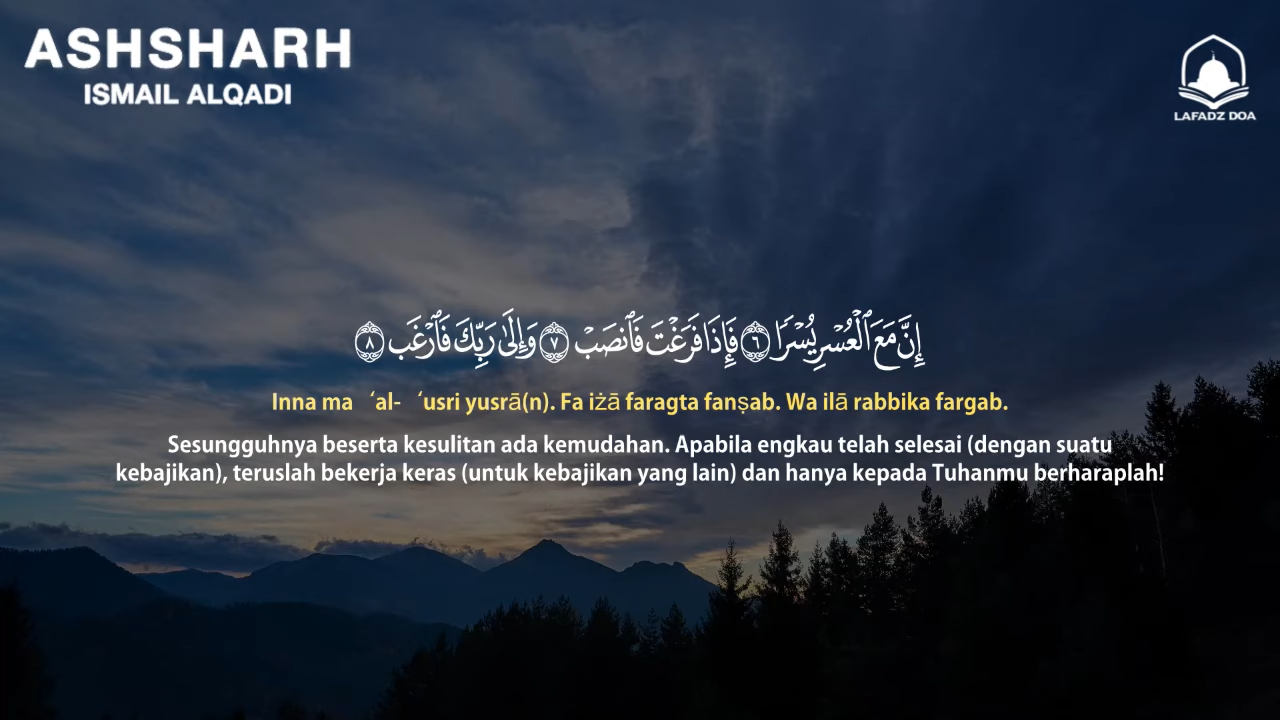 ASHSHARH
ISMAIL ALQADI
LAFADZ DOA
إِنَّ مَعَ ٱلْعُسْرِ يُسْرًا ۝٦ فَإِذَا فَرَغْتَ فَٱنصَبْ ۝٧ وَإِلَىٰ رَبِّكَ فَٱرْغَب ۝٨
Inna ma‘al-‘usri yusrā(n). Fa iżā faragta fanṣab. Wa ilā rabbika fargab.
Sesungguhnya beserta kesulitan ada kemudahan. Apabila engkau telah selesai (dengan suatu
kebajikan), teruslah bekerja keras (untuk kebajikan yang lain) dan hanya kepada Tuhanmu berharaplah!